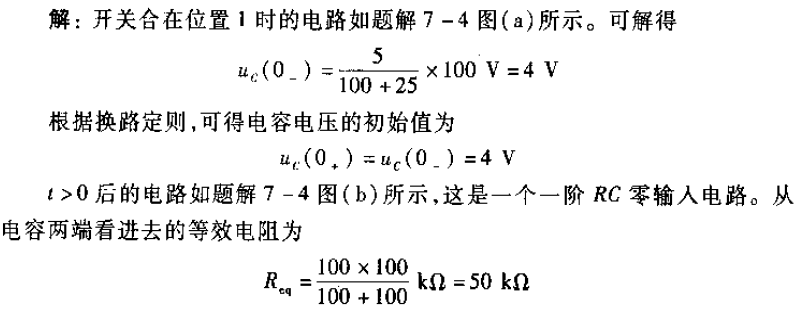 解：开关合在位置 1 时的电路如题解 7-4 图(a)所示。可解得
u_C(0_-) = \frac{5}{100+25} × 100 V = 4 V
根据换路定则,可得电容电压的初始值为
u_C(0_+) = u_C(0_-) = 4 V
t>0 后的电路如题解 7-4 图(b)所示,这是一个一阶 RC 零输入电路。从
电容两端看进去的等效电阻为
R_{eq} = \frac{100 × 100}{100 + 100} kΩ = 50 kΩ